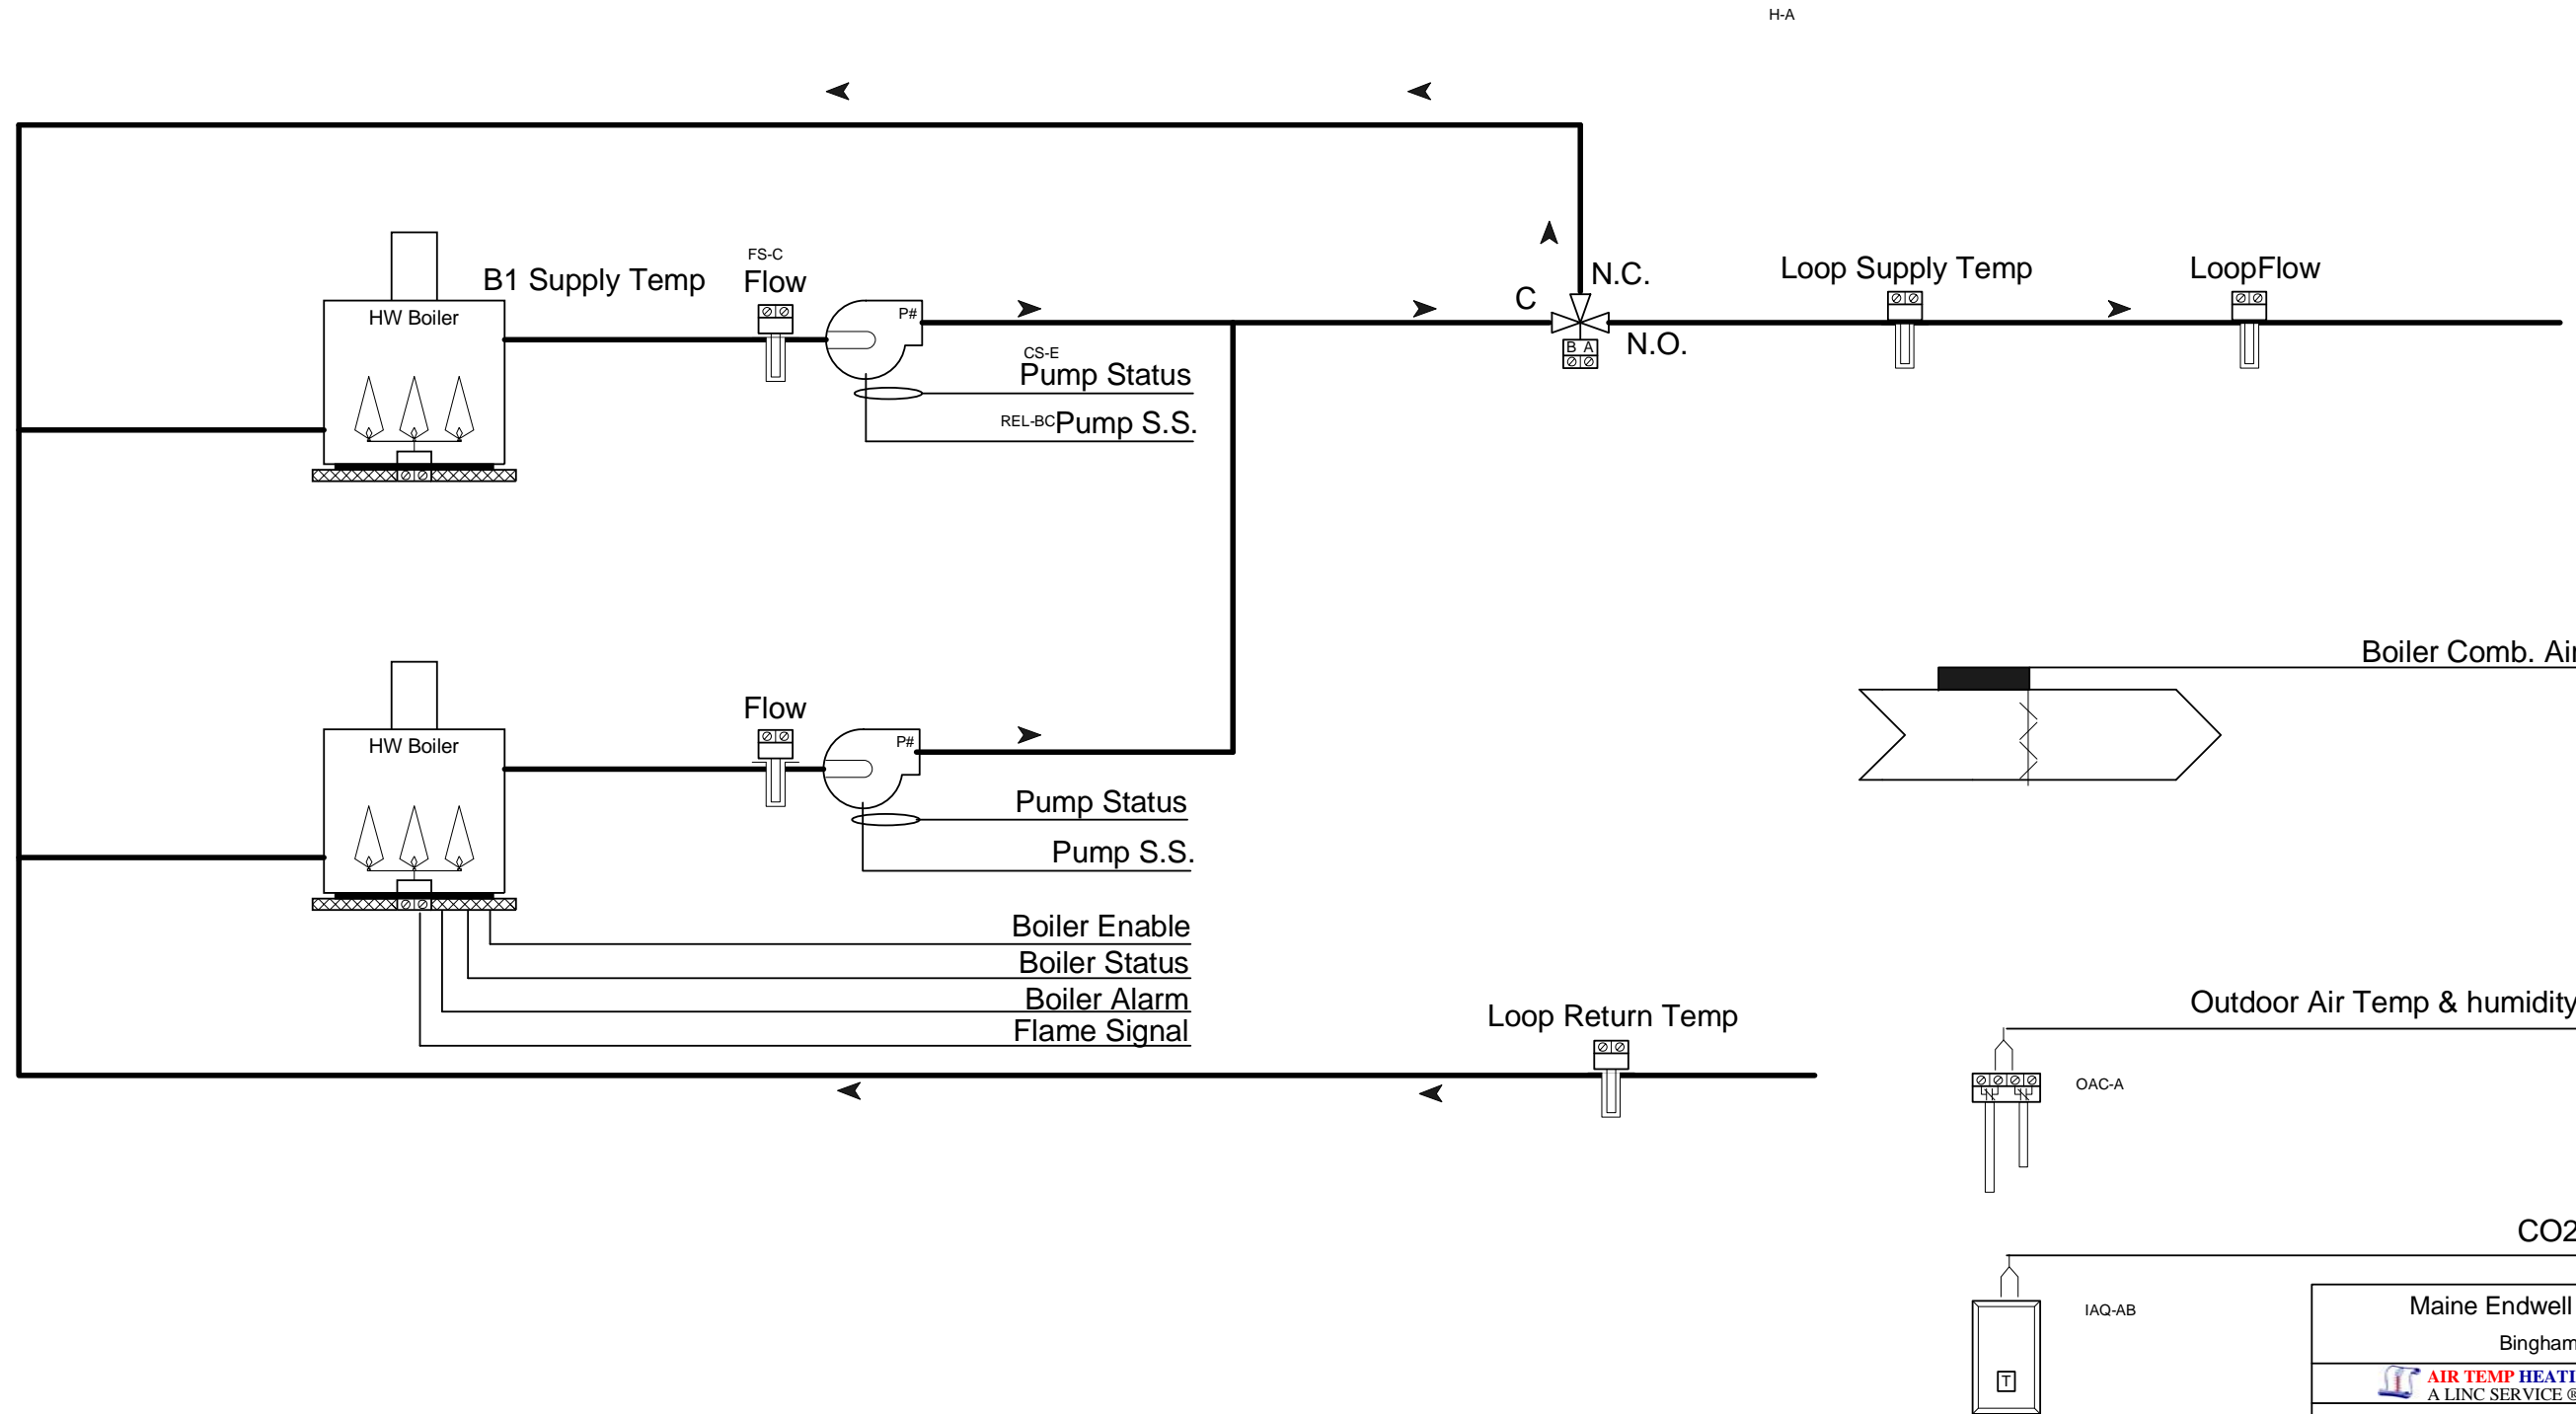 H-A
FS-C
B1 Supply Temp
Flow
N.C.
Loop Supply Temp
LoopFlow
C
HW Boiler
P#
N.O.
B A
CS-E
Pump Status
REL-BC Pump S.S.
Boiler Comb. Air
Flow
HW Boiler
P#
Pump Status
Pump S.S.
Boiler Enable
Boiler Status
Boiler Alarm
Flame Signal
Loop Return Temp
Outdoor Air Temp & humidity
OAC-A
CO2
IAQ-AB
T
Maine Endwell
Bingham
AIR TEMP HEATI
A LINC SERVICE ®